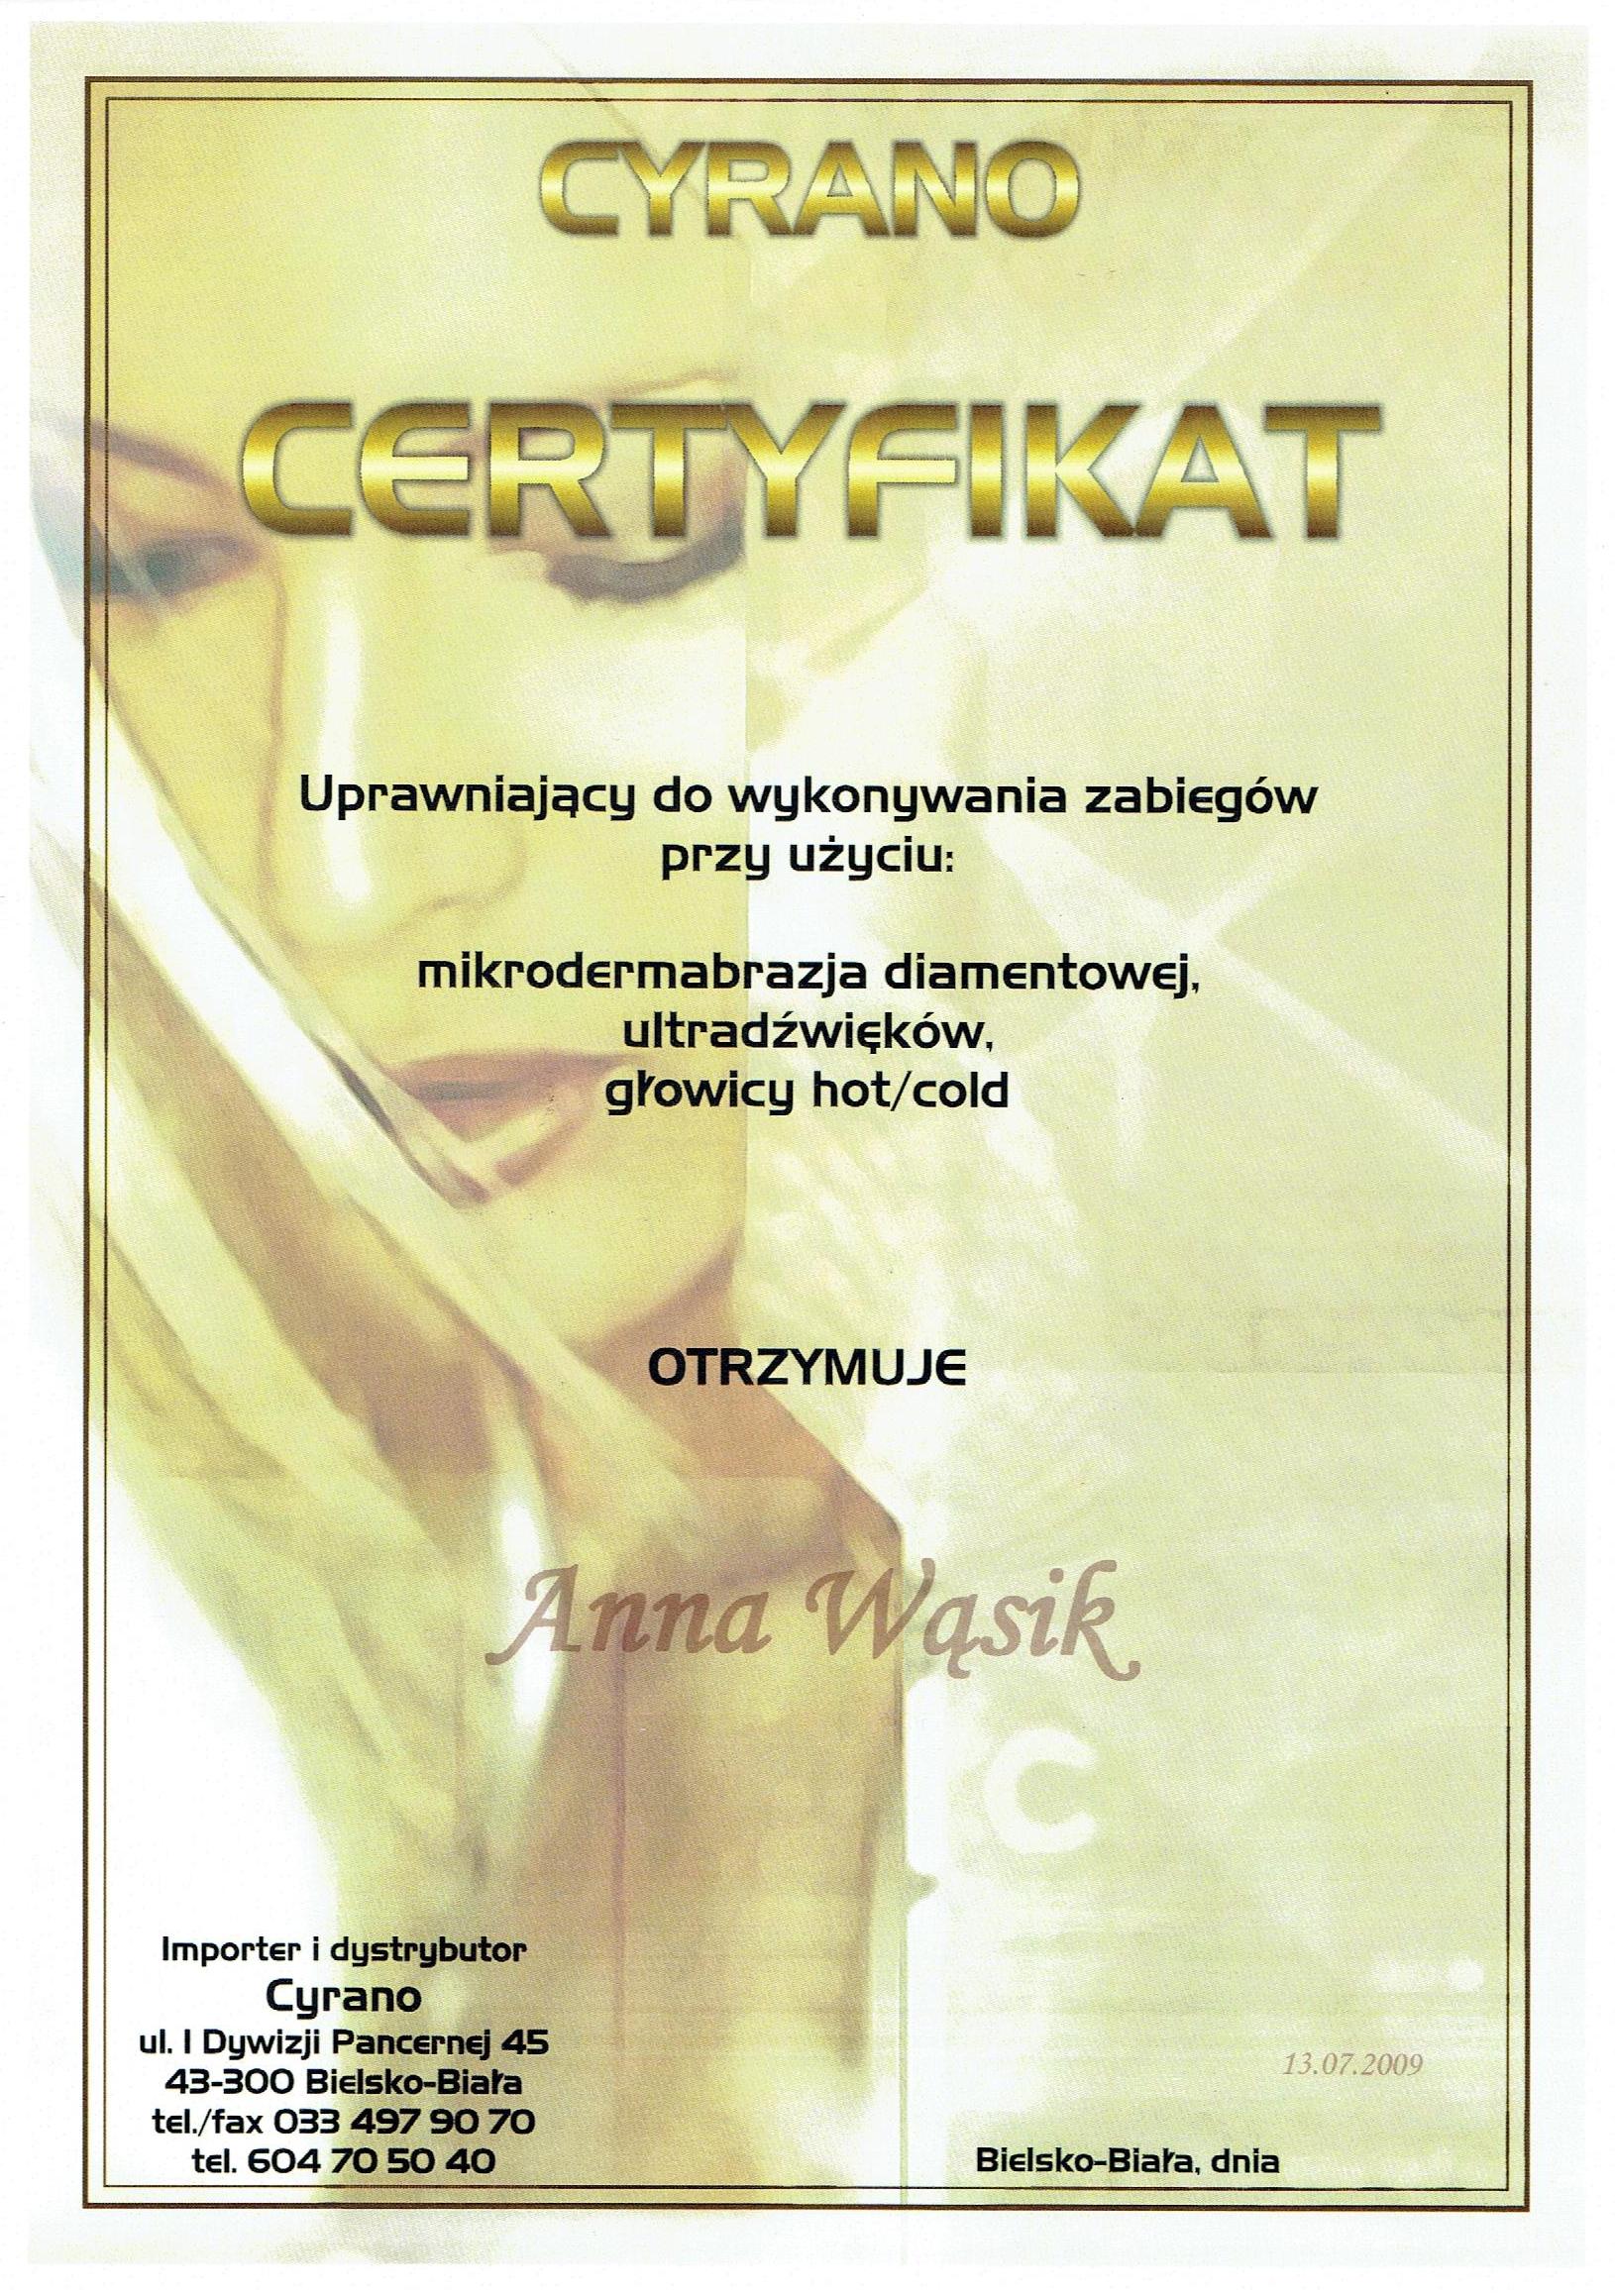 CYRANO
CERTYFIKAT
Uprawniający do wykonywania zabiegów
przy użyciu:
mikrodermabrazja diamentowej,
ultradźwięków,
głowicy hot/cold
OTRZYMUJE
Anna Wąsik
C
Importer i dystrybutor
Cyrano
ul. I Dywizji Pancernej 45
43-300 Bielsko-Biała
tel./fax 033 497 90 70
tel. 604 70 50 40
13.07.2009
Bielsko-Biała, dnia